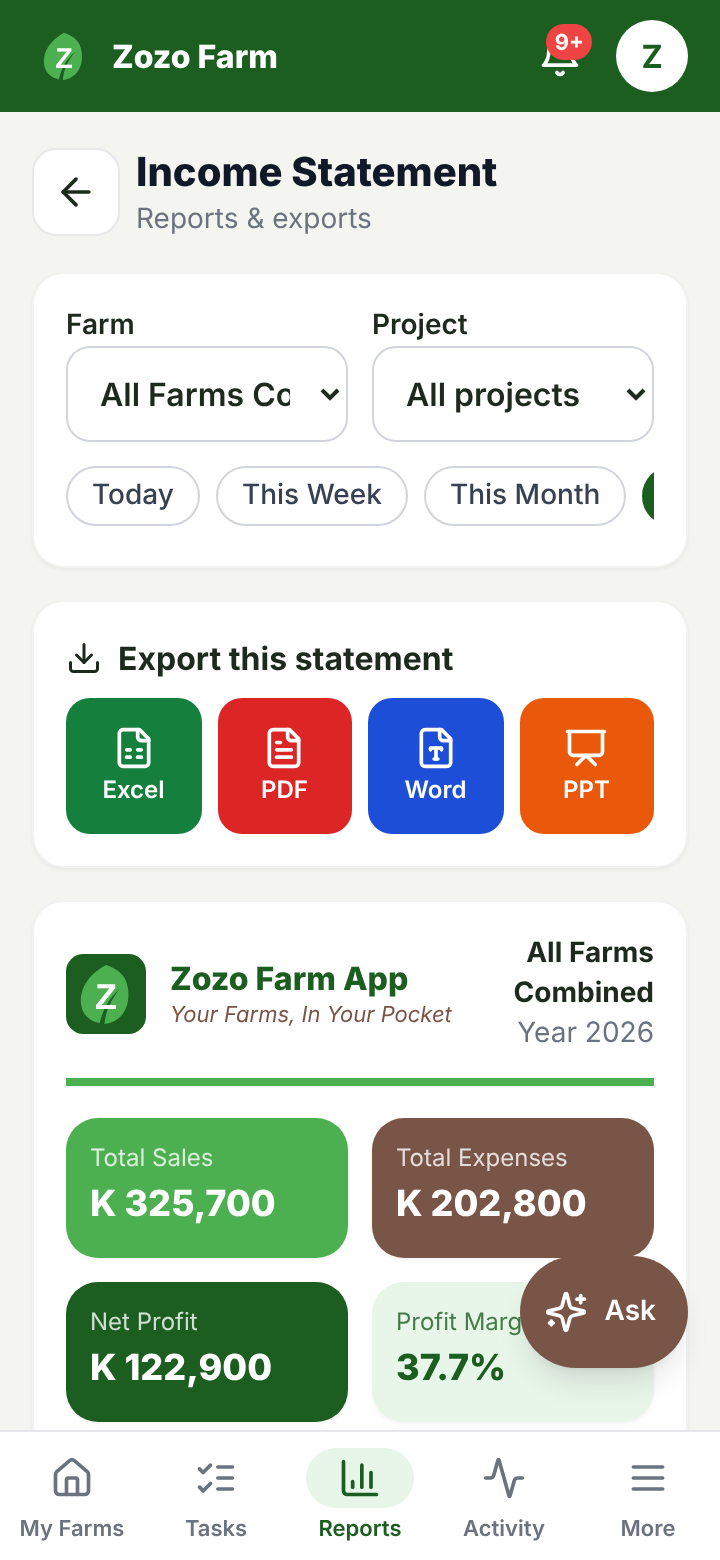 Z
Zozo Farm
9+
Z
Income Statement
Reports & exports
Farm
Project
All Farms Co
All projects
Today
This Week
This Month
Export this statement
Excel
PDF
Word
PPT
Z
Zozo Farm App
Your Farms, In Your Pocket
All Farms
Combined
Year 2026
Total Sales
K 325,700
Total Expenses
K 202,800
Net Profit
K 122,900
Profit Marg
37.7%
Ask
My Farms
Tasks
Reports
Activity
More